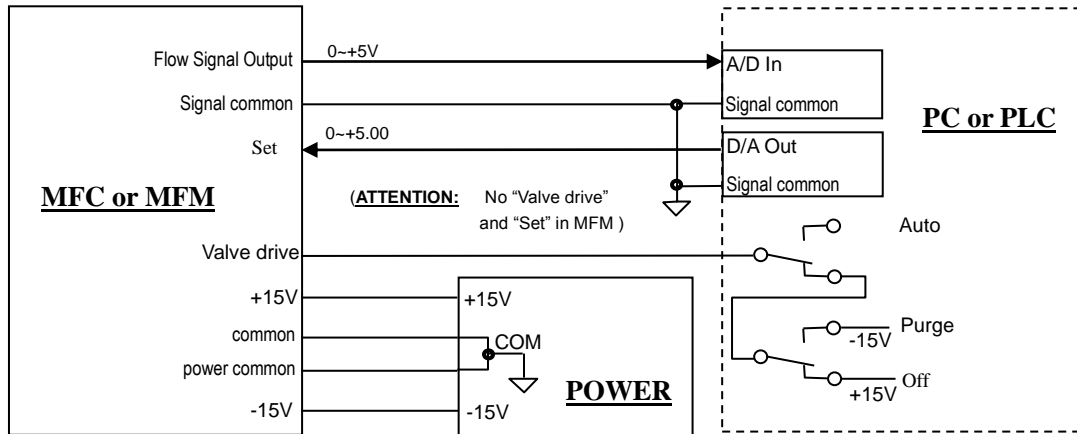 Flow Signal Output
0~+5V
A/D In
Signal common
Signal common
PC or PLC
0~+5.00
Set
D/A Out
Signal common
MFC or MFM
(ATTENTION: No “Valve drive”
and “Set” in MFM )
Auto
Valve drive
+15V
+15V
common
COM
power common
POWER
-15V
-15V
Purge
-15V
Off
+15V